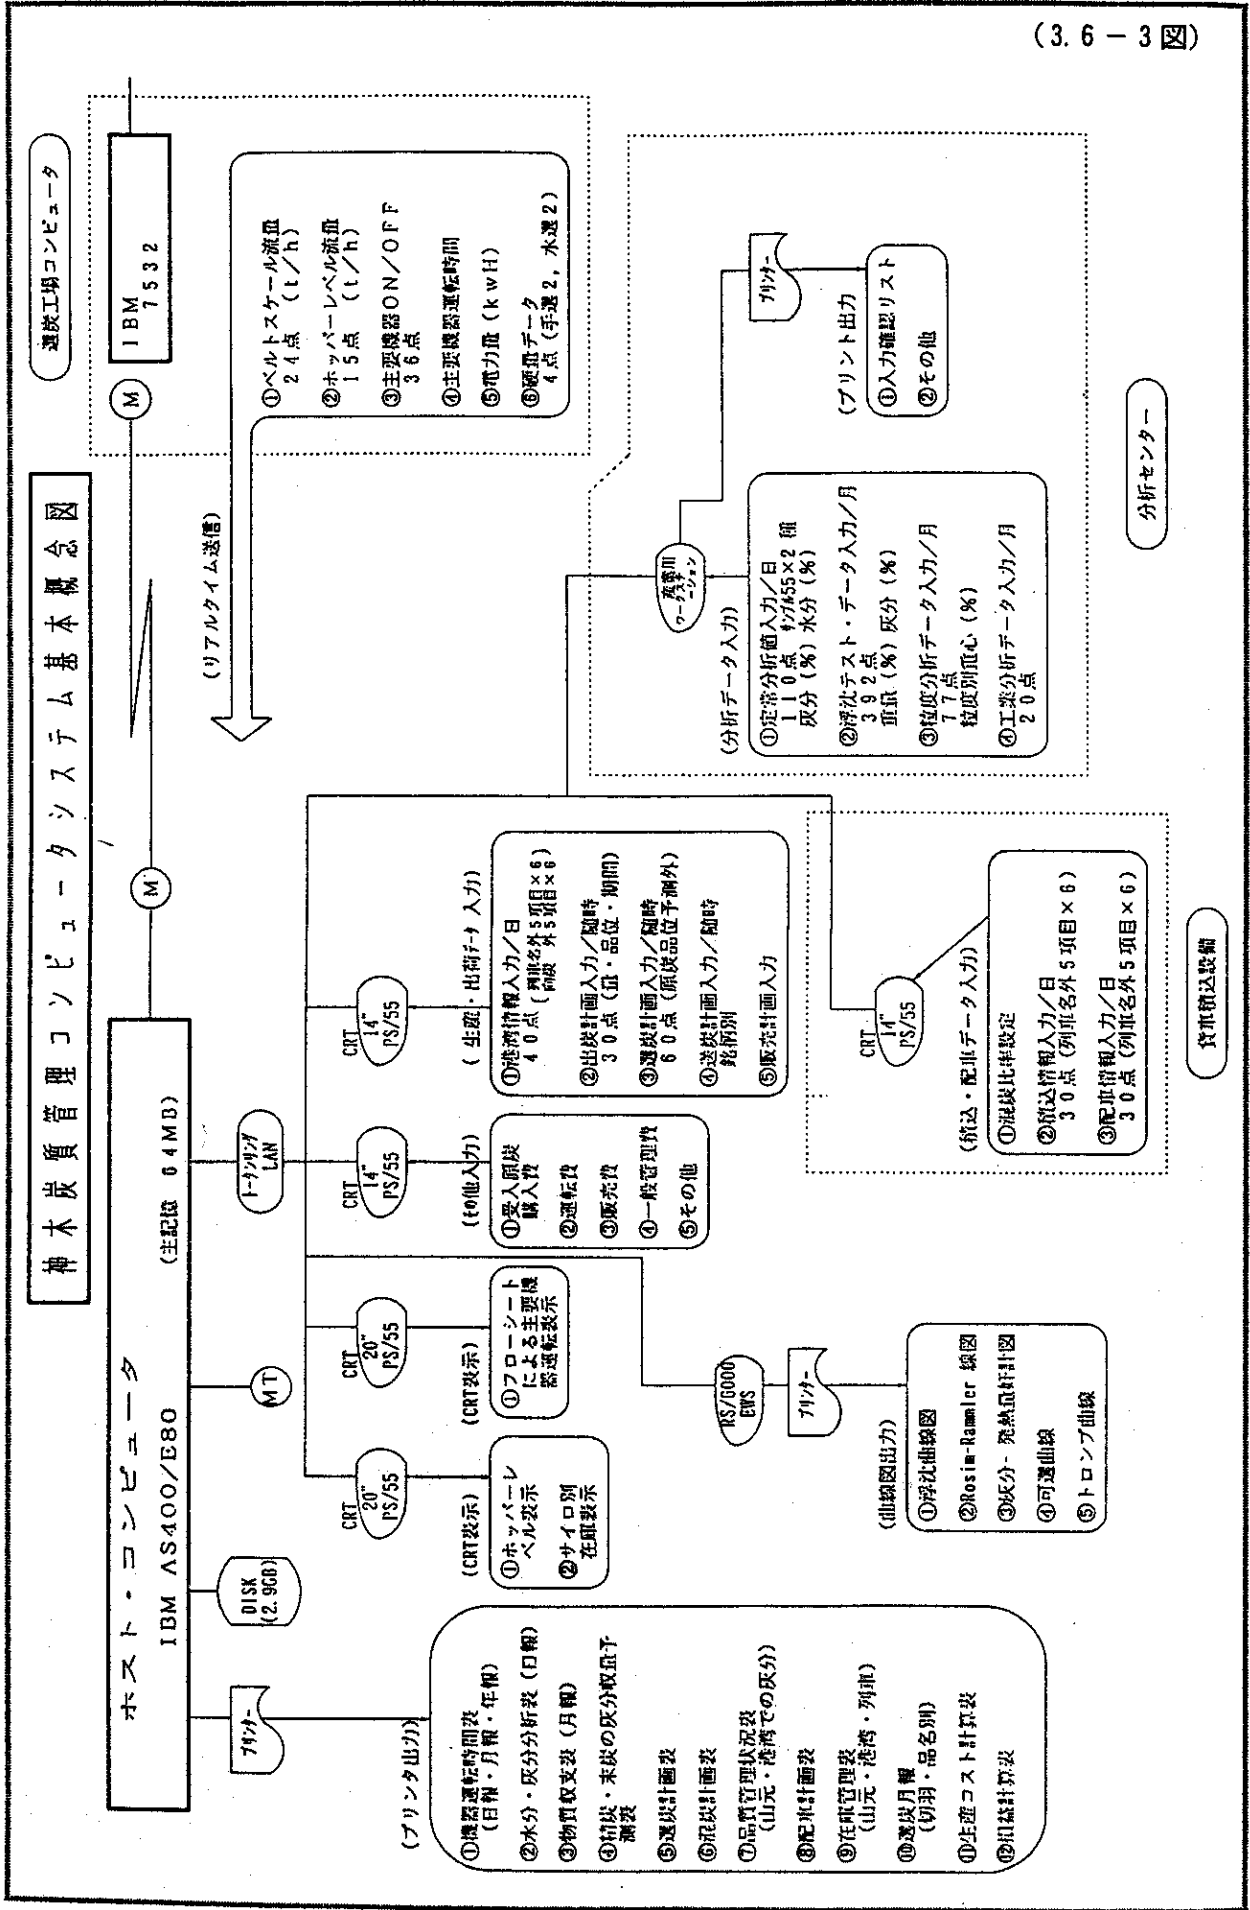 (3.6－3図)
神木炭質管理コンピュータシステム基本概念図
ホスト・コンピュータ
IBM AS400/E80
(主記憶 64MB)
M
M
選炭工場コンピュータ
IBM
7532
(リアルタイム送信)
①ベルトスケール流量
24点 (t/h)
②ホッパーレベル流量
15点 (t/h)
③主要機器ON/OFF
36点
④主要機器運転時間
⑤電力量(kwH)
⑥硬量データ
4点(手選2，水選2)
プリンター
DISK
(2.9GB)
MT
トークンリング
LAN
(プリンタ出力)
①機器運転時間表
(日報・月報・年報)
②水分・灰分分析表(日報)
③物質収支表(月報)
④精炭・末炭の灰分収量予
測表
⑤選炭計画表
⑥混炭計画表
⑦品質管理状況表
(山元・港湾での灰分)
⑧配車計画表
⑨在庫管理表
(山元・港湾・列車)
⑩選炭月報
(切羽・品名別)
⑪生産コスト計算表
⑫損益計算表
CRT
20"
PS/55
(CRT表示)
①ホッパーレ
ベル表示
②サイロ別
在庫表示
CRT
20"
PS/55
(CRT表示)
①フローシート
による主要機
器運転表示
CRT
14"
PS/55
(その他入力)
①受入原炭
購入費
②運転費
③販売費
④一般管理費
⑤その他
CRT
14"
PS/55
(生産・出荷データ入力)
①港湾情報入力/日
40点(列車名外5項目×6
外5項目×6)
②出炭計画入力/随時
30点(量・品位・期間)
③選炭計画入力/随時
60点(原炭品位予測外)
④送炭計画入力/随時
銘柄別
⑤販売計画入力
RS/6000
EWS
プリンター
(曲線図出力)
①浮沈曲線図
②Rosim-Rammler 線図
③灰分-発熱量計図
④可選曲線
⑤トロンプ曲線
CRT
14"
PS/55
(積込・配車データ入力)
①混炭比率設定
②積込情報入力/日
30点(列車名外5項目×6)
③配車情報入力/日
30点(列車名外5項目×6)
貨車積込設備
ワークステーション
(分析データ入力)
①定常分析値入力/日
110点 サンプル55×2 種
灰分(%)水分(%)
②浮沈テスト・データ入力/月
392点
重量(%)灰分(%)
③粒度分析データ入力/月
77点
粒度別重心(%)
④工業分析データ入力/月
20点
プリンター
(プリント出力)
①入力確認リスト
②その他
分析センター